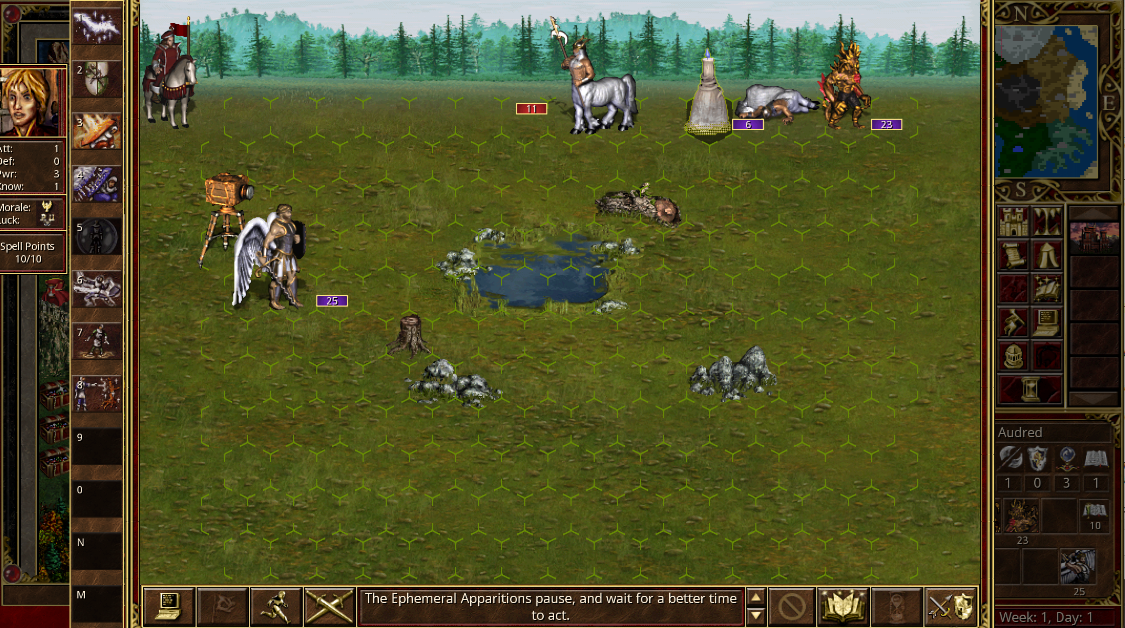 N
E
S
2
3
4
5
6
7
8
9
0
N
M
Att: 1
Def: 0
Pwr: 3
Know: 1
Morale:
Luck:
Spell Points
10/10
11
6
23
25
The Ephemeral Apparitions pause, and wait for a better time
to act.
Audred
1 0 3 1
10
23
25
Week: 1, Day: 1